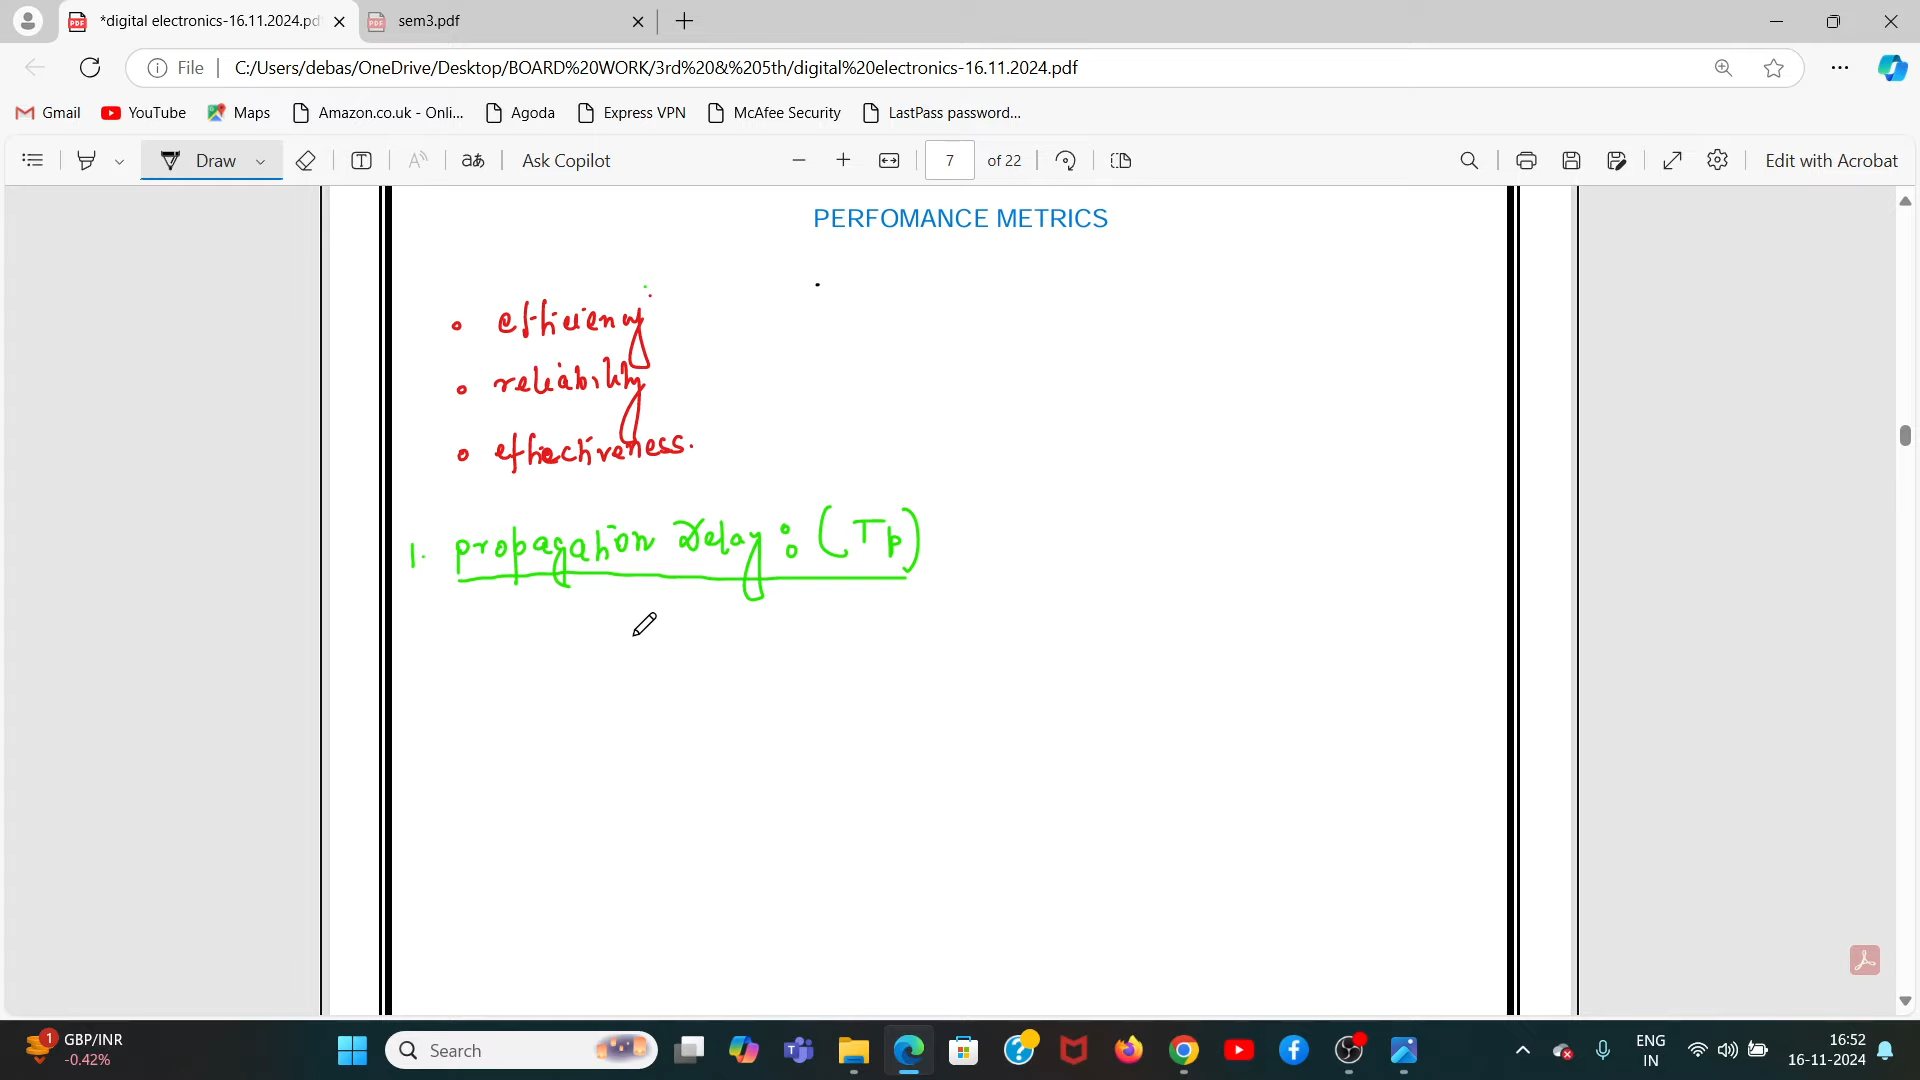 *digital electronics-16.11.2024.pd
sem3.pdf
File
C:/Users/debas/OneDrive/Desktop/BOARD%20WORK/3rd%20&%205th/digital%20electronics-16.11.2024.pdf
Gmail YouTube Maps Amazon.co.uk - Onli... Agoda Express VPN McAfee Security LastPass password...
Draw aあ Ask Copilot 7 of 22 Edit with Acrobat
PERFOMANCE METRICS
efficiency
reliability
effectiveness.
1. propagation Delay : (Tp)
1 GBP/INR
-0.42%
Search
ENG
IN
16:52
16-11-2024